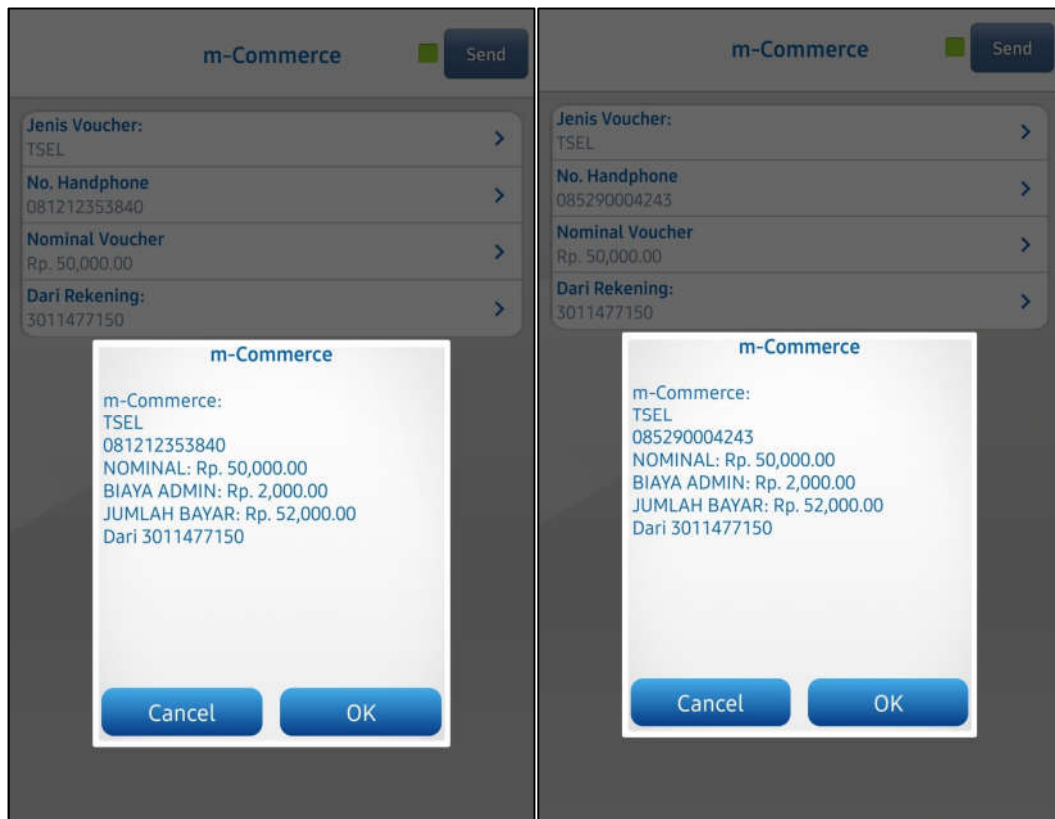 m-Commerce
Send
Jenis Voucher:
TSEL
No. Handphone
081212353840
Nominal Voucher
Rp. 50,000.00
Dari Rekening:
3011477150
m-Commerce
m-Commerce:
TSEL
081212353840
NOMINAL: Rp. 50,000.00
BIAYA ADMIN: Rp. 2,000.00
JUMLAH BAYAR: Rp. 52,000.00
Dari 3011477150
Cancel
OK
m-Commerce
Send
Jenis Voucher:
TSEL
No. Handphone
085290004243
Nominal Voucher
Rp. 50,000.00
Dari Rekening:
3011477150
m-Commerce
m-Commerce:
TSEL
085290004243
NOMINAL: Rp. 50,000.00
BIAYA ADMIN: Rp. 2,000.00
JUMLAH BAYAR: Rp. 52,000.00
Dari 3011477150
Cancel
OK